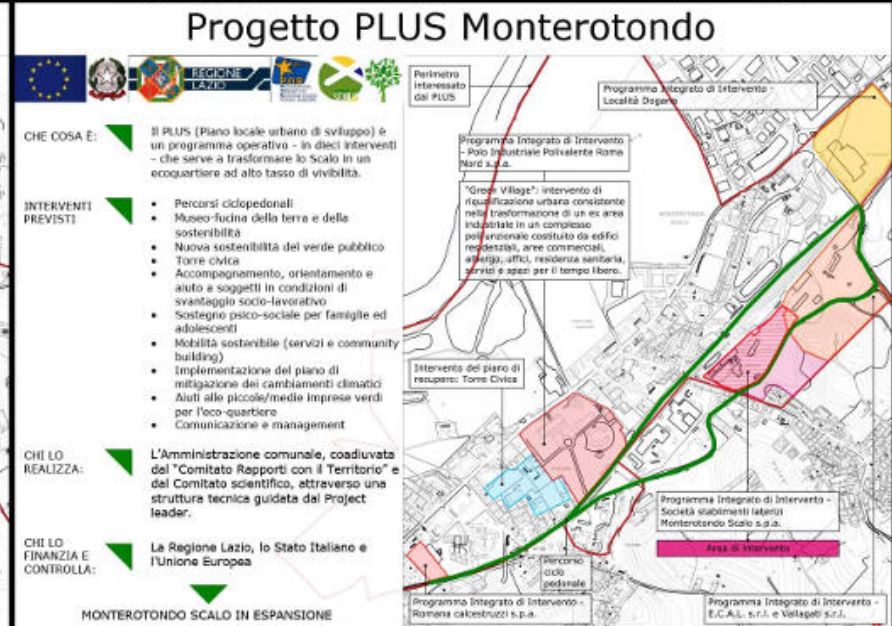 Progetto PLUS Monterotondo
REGIONE
LAZIO
CHE COSA È:
Il PLUS (Piano locale urbano di sviluppo) è
un programma operativo - in dieci interventi
- che serve a trasformare lo Scalo in un
ecoquartiere ad alto tasso di vivibilità.
INTERVENTI
PREVISTI
• Percorsi ciclopedonali
• Museo-fucina della terra e della
sostenibilità
• Nuova sostenibilità del verde pubblico
• Torre civica
• Accompagnamento, orientamento e
aiuto a soggetti in condizioni di
svantaggio socio-lavorativo
• Sostegno psico-sociale per famiglie ed
adolescenti
• Mobilità sostenibile (servizi e community
building)
• Implementazione del piano di
mitigazione dei cambiamenti climatici
• Aiuti alle piccole/medie imprese verdi
per l'eco-quartiere
• Comunicazione e management
CHI LO
REALIZZA:
L'Amministrazione comunale, coadiuvata
dal "Comitato Rapporti con il Territorio" e
dal Comitato scientifico, attraverso una
struttura tecnica guidata dal Project
leader.
CHI LO
FINANZIA E
CONTROLLA:
La Regione Lazio, lo Stato Italiano e
l'Unione Europea
MONTEROTONDO SCALO IN ESPANSIONE
Perimetro
interessato
dal PLUS
Programma Integrato di Intervento -
Località Dogana
Programma Integrato di Intervento
- Polo Industriale Polivalente Roma
Nord s.p.a.
"Green Village": intervento di
riqualificazione urbana consistente
nella trasformazione di un ex area
industriale in un complesso
polifunzionale costituito da edifici
residenziali, aree commerciali,
albergo, uffici, residenza sanitaria,
servizi e spazi per il tempo libero.
Intervento del piano di
recupero: Torre Civica
Programma Integrato di Intervento -
Società stabilimenti laterizi
Monterotondo Scalo s.p.a.
Area di intervento
Percorso
ciclo
pedonale
Programma Integrato di Intervento -
Romana calcestruzzi s.p.a.
Programma Integrato di Intervento -
E.C.A.L. s.r.l. e Vallagati s.r.l.